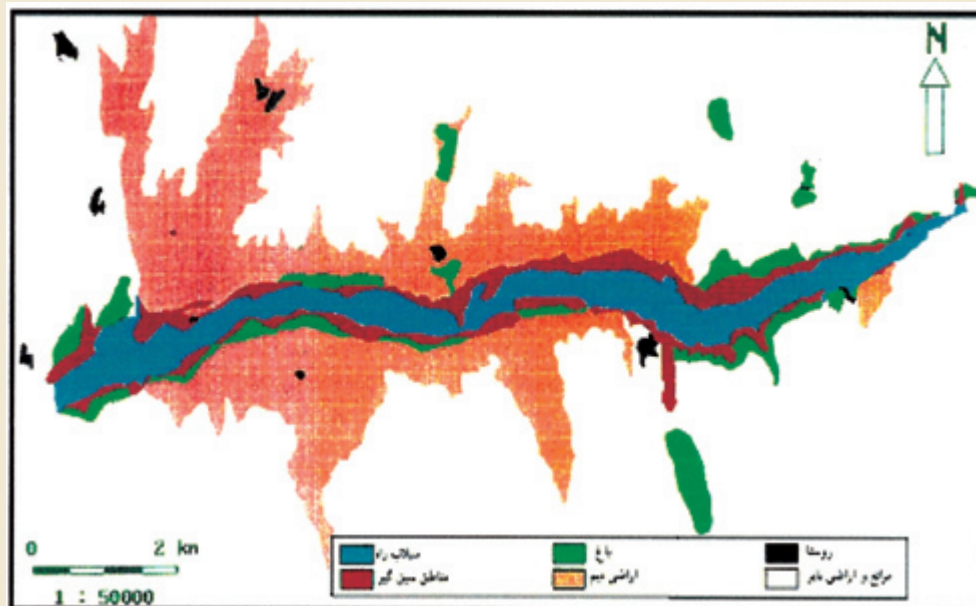 N
0 2 km
1 : 50000
سیلاب راه
باغ
روستا
مناطق سیل گیر
اراضی دیم
مراتع و اراضی بایر